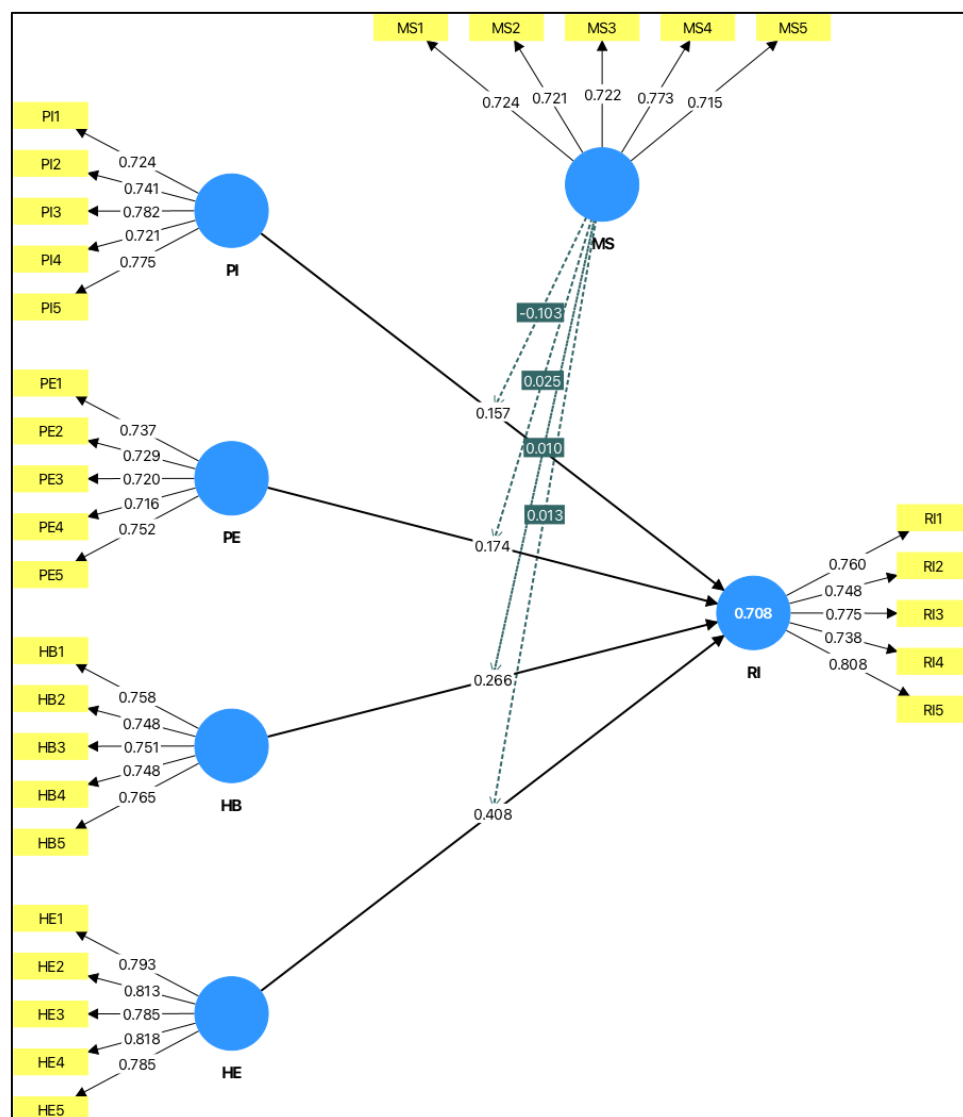 MS1 MS2 MS3 MS4 MS5
0.724 0.721 0.722 0.773 0.715
MS
PI1
PI2
PI3
PI4
PI5
0.724
0.741
0.782
0.721
0.775
PI
-0.103
0.025
0.010
0.013
0.157
0.174
0.266
0.408
PE1
PE2
PE3
PE4
PE5
0.737
0.729
0.720
0.716
0.752
PE
HB1
HB2
HB3
HB4
HB5
0.758
0.748
0.751
0.748
0.765
HB
HE1
HE2
HE3
HE4
HE5
0.793
0.813
0.785
0.818
0.785
HE
0.708
RI
0.760
0.748
0.775
0.738
0.808
RI1
RI2
RI3
RI4
RI5